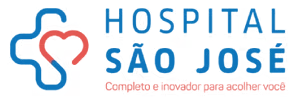 HOSPITAL
SÃO JOSÉ
Completo e inovador para acolher você